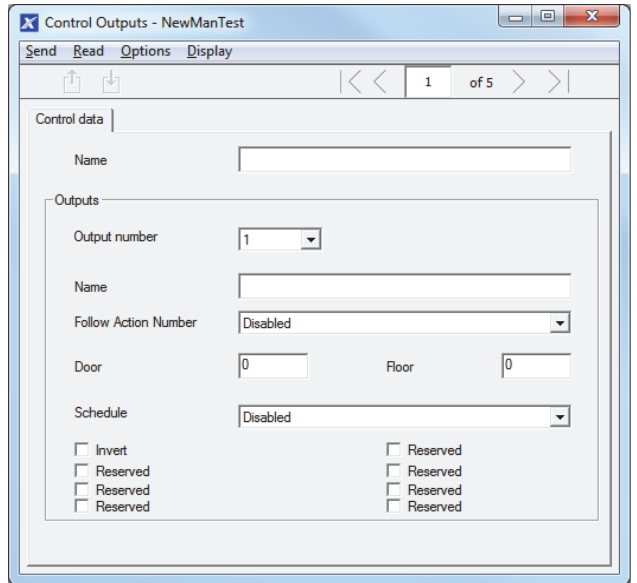 Control Outputs - NewManTest
Send Read Options Display
1 of 5
Control data
Name
Outputs
Output number 1
Name
Follow Action Number Disabled
Door 0 Floor 0
Schedule Disabled
Invert Reserved
Reserved Reserved
Reserved Reserved
Reserved Reserved